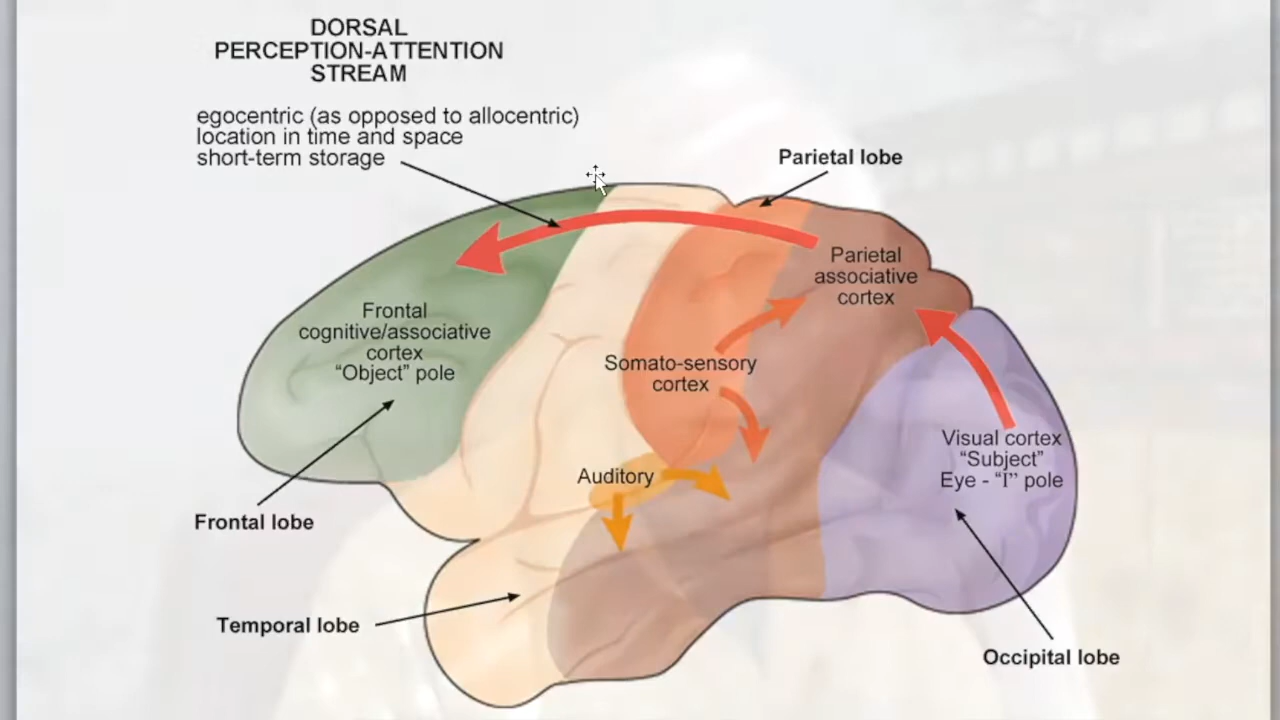 DORSAL
PERCEPTION-ATTENTION
STREAM
egocentric (as opposed to allocentric)
location in time and space
short-term storage
Parietal lobe
Parietal
associative
cortex
Frontal
cognitive/associative
cortex
“Object” pole
Somato-sensory
cortex
Visual cortex
“Subject”
Eye - “I” pole
Auditory
Frontal lobe
Temporal lobe
Occipital lobe